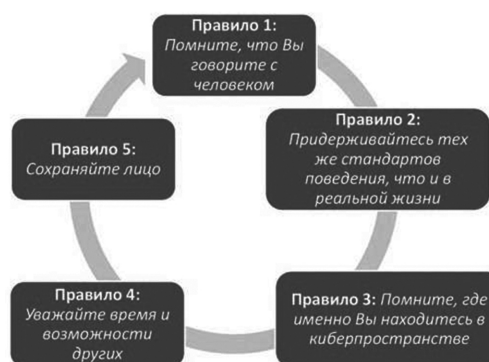 Правило 1:
Помните, что Вы
говорите с
человеком
Правило 2:
Придерживайтесь тех
же стандартов
поведения, что и в
реальной жизни
Правило 3: Помните, где
именно Вы находитесь в
киберпространстве
Правило 4:
Уважайте время и
возможности
других
Правило 5:
Сохраняйте лицо